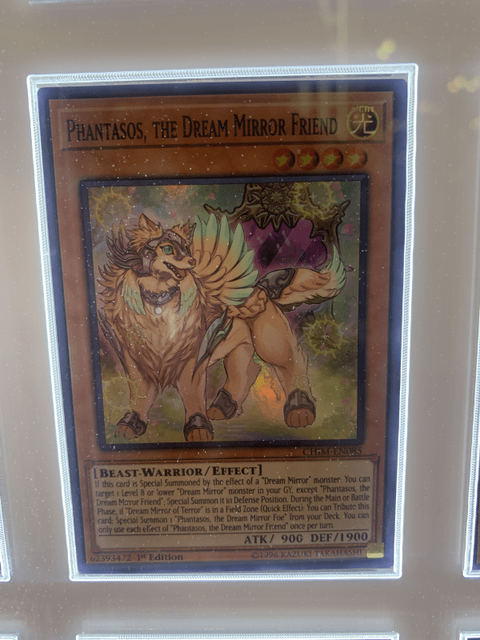 PHANTASOS, THE DREAM MIRROR FRIEND
LIGHT
光
CHIM-EN085
[BEAST-WARRIOR/EFFECT]
If this card is Special Summoned by the effect of a "Dream Mirror" monster: You can
target 1 Level 8 or lower "Dream Mirror" monster in your GY, except "Phantasos, the
Dream Mirror Friend"; Special Summon it in Defense Position. During the Main or Battle
Phase, if "Dream Mirror of Terror" is in a Field Zone (Quick Effect): You can Tribute this
card; Special Summon 1 "Phantasos, the Dream Mirror Foe" from your Deck. You can
only use each effect of "Phantasos, the Dream Mirror Friend" once per turn.
ATK/ 900 DEF/1900
62393472 1st Edition
©1996 KAZUKI TAKAHASHI